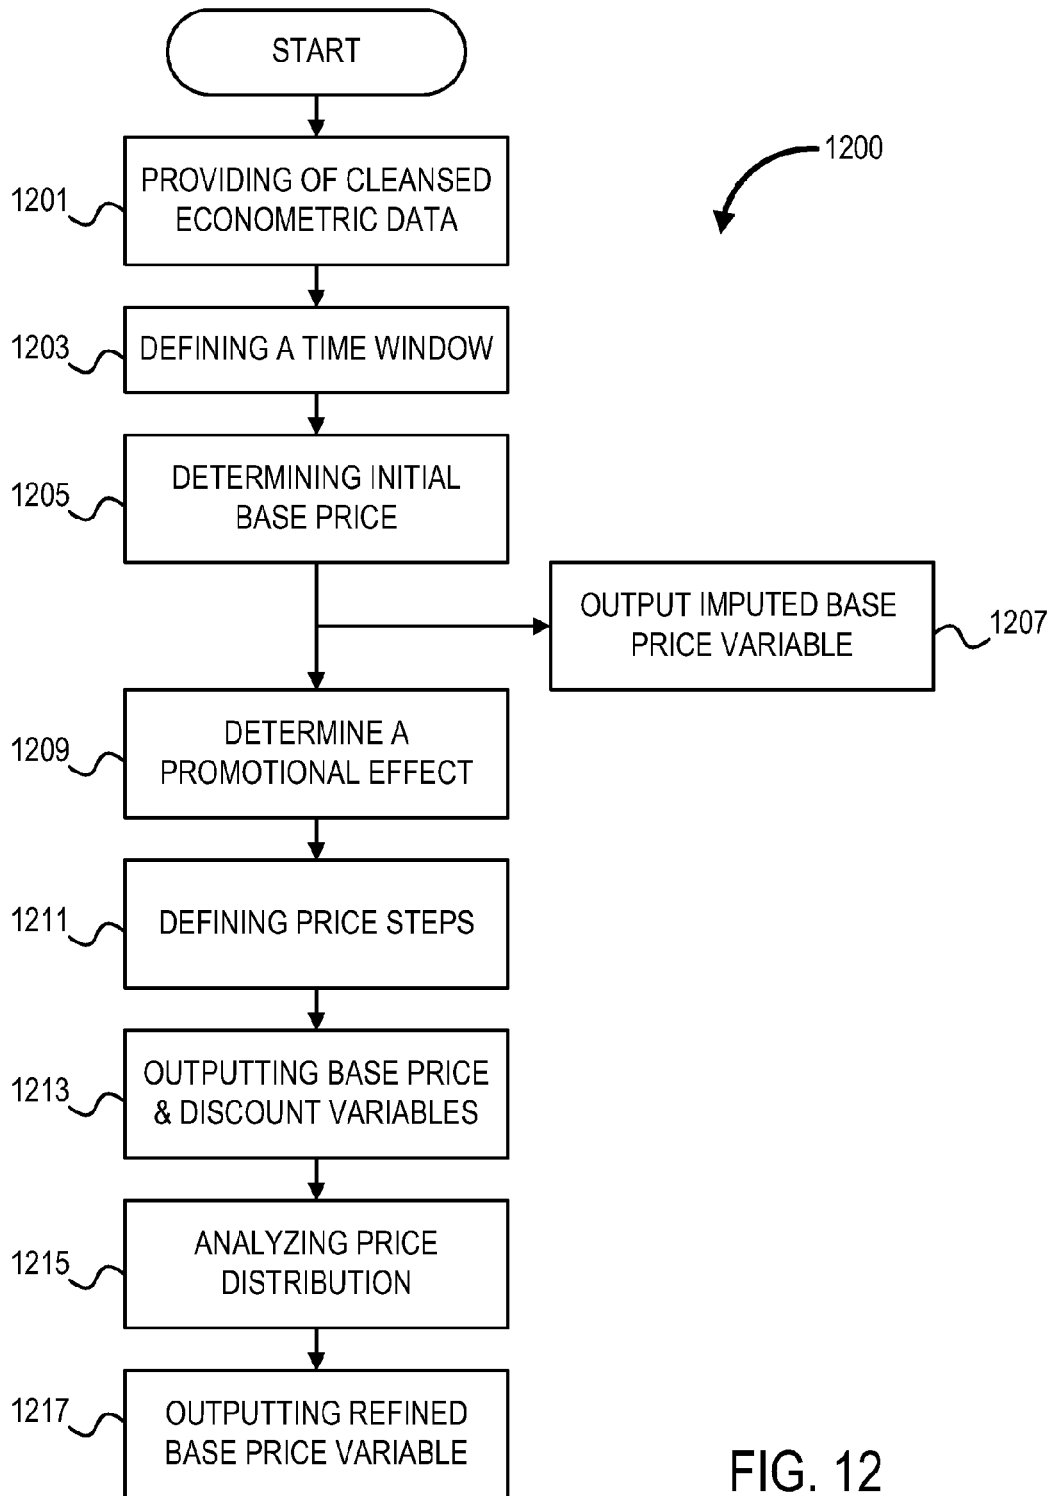 START
1200
1201
PROVIDING OF CLEANSED
ECONOMETRIC DATA
1203
DEFINING A TIME WINDOW
1205
DETERMINING INITIAL
BASE PRICE
OUTPUT IMPUTED BASE
PRICE VARIABLE
1207
1209
DETERMINE A
PROMOTIONAL EFFECT
1211
DEFINING PRICE STEPS
1213
OUTPUTTING BASE PRICE
& DISCOUNT VARIABLES
1215
ANALYZING PRICE
DISTRIBUTION
1217
OUTPUTTING REFINED
BASE PRICE VARIABLE
FIG. 12